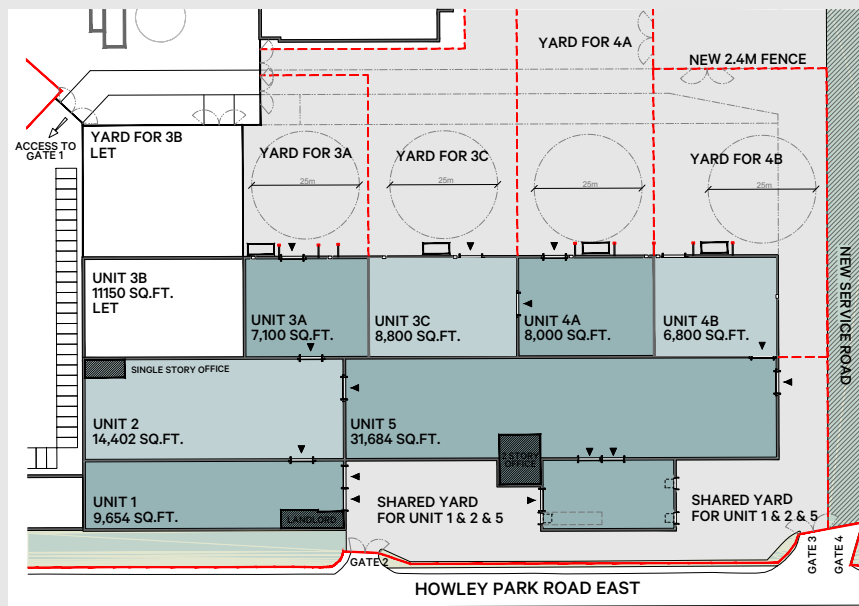 YARD FOR 4A
NEW 2.4M FENCE
ACCESS TO
GATE 1
YARD FOR 3B
LET
YARD FOR 3A
YARD FOR 3C
YARD FOR 4B
25m
25m
25m
25m
NEW SERVICE ROAD
UNIT 3B
11150 SQ.FT.
LET
UNIT 3A
7,100 SQ.FT.
UNIT 3C
8,800 SQ.FT.
UNIT 4A
8,000 SQ.FT.
UNIT 4B
6,800 SQ.FT.
SINGLE STORY OFFICE
UNIT 2
14,402 SQ.FT.
UNIT 5
31,684 SQ.FT.
2 STORY
OFFICE
UNIT 1
9,654 SQ.FT.
LANDLORD
SHARED YARD
FOR UNIT 1 & 2 & 5
SHARED YARD
FOR UNIT 1 & 2 & 5
GATE 2
GATE 3
GATE 4
HOWLEY PARK ROAD EAST